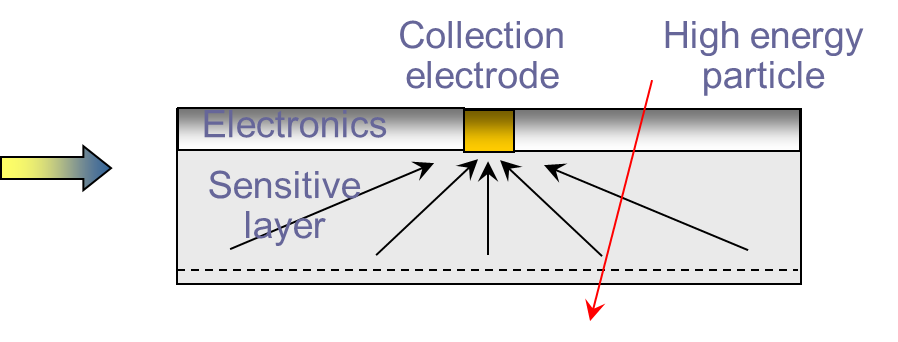 Collection
electrode
High energy
particle
Electronics
Sensitive
layer